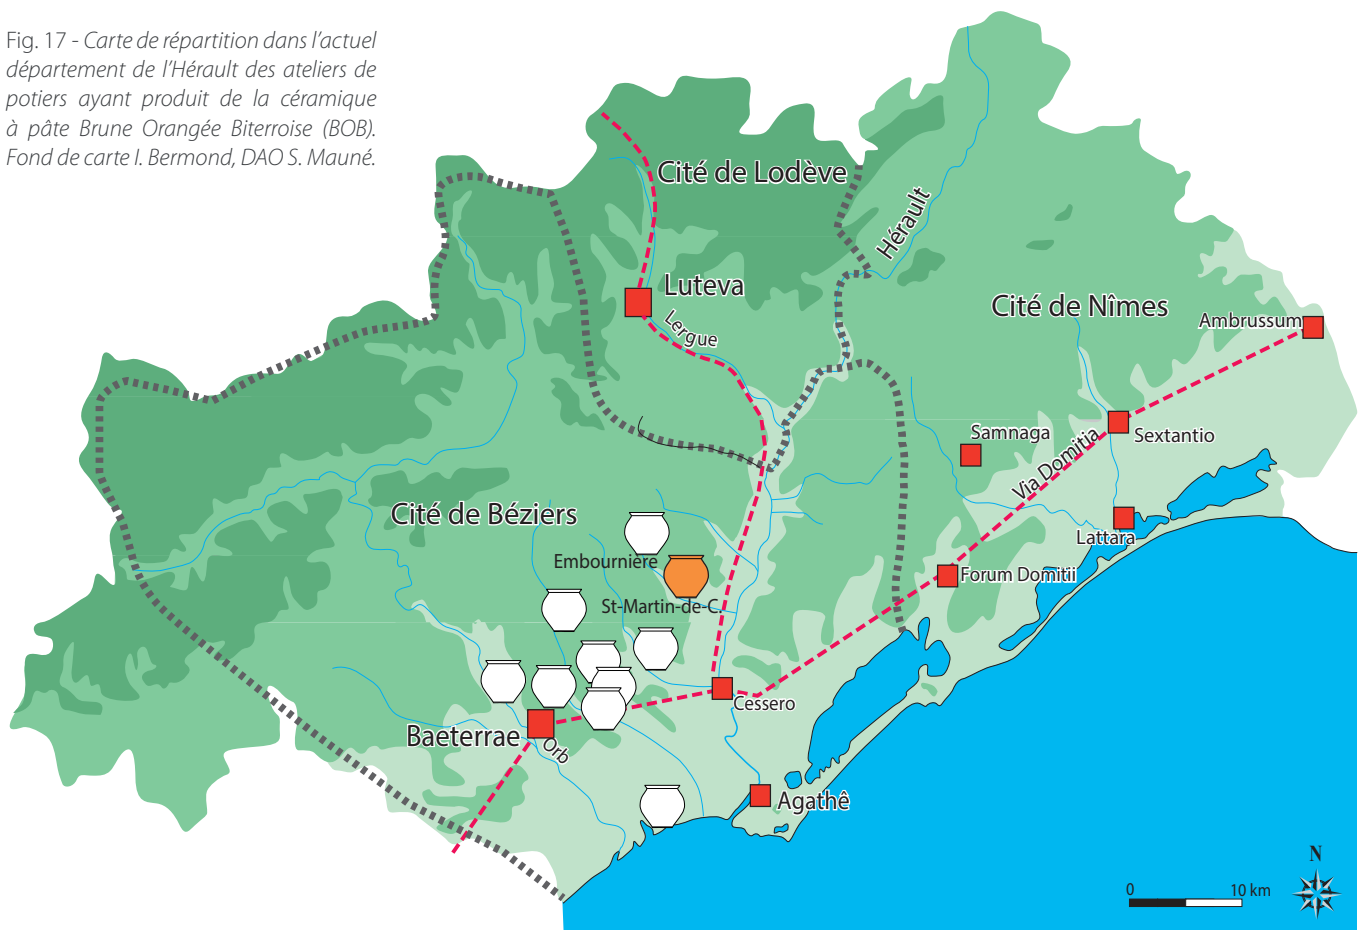 Fig. 17 - Carte de répartition dans l'actuel
département de l'Hérault des ateliers de
potiers ayant produit de la céramique
à pâte Brune Orangée Biterroise (BOB).
Fond de carte I. Bermond, DAO S. Mauné.
Cité de Lodève
Hérault
Luteva
Lergue
Cité de Nîmes
Ambrussum
Samnaga
Sextantio
Via Domitia
Cité de Béziers
Lattara
Embournière
Forum Domitii
St-Martin-de-C.
Cessero
Baeterrae
Orb
Agathê
N
0 10 km